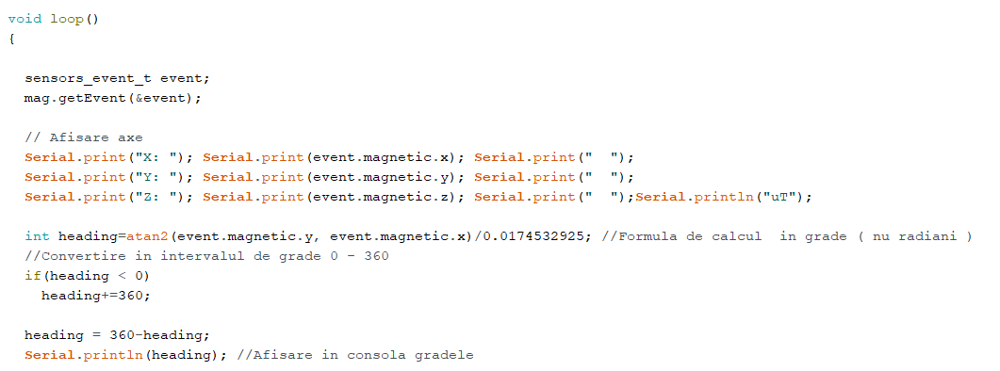 void loop()
{
sensors_event_t event;
mag.getEvent(&event);
// Afisare axe
Serial.print("X: "); Serial.print(event.magnetic.x); Serial.print("  ");
Serial.print("Y: "); Serial.print(event.magnetic.y); Serial.print("  ");
Serial.print("Z: "); Serial.print(event.magnetic.z); Serial.print("  ");Serial.println("uT");
int heading=atan2(event.magnetic.y, event.magnetic.x)/0.0174532925; //Formula de calcul  in grade ( nu radiani )
//Convertire in intervalul de grade 0 - 360
if(heading < 0)
heading+=360;
heading = 360-heading;
Serial.println(heading); //Afisare in consola gradele